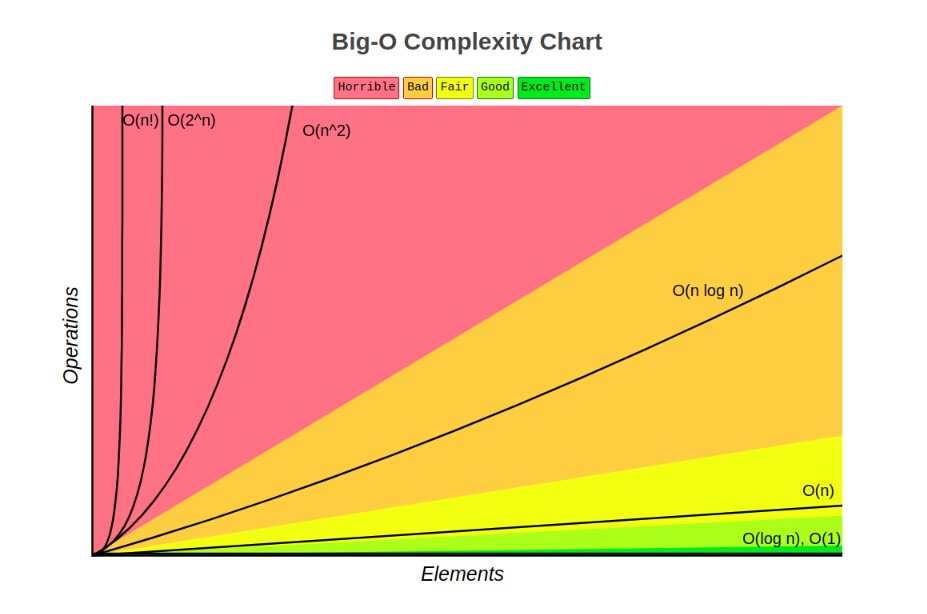 Big-O Complexity Chart
Horrible Bad Fair Good Excellent
O(n!) O(2^n)
O(n^2)
O(n log n)
O(n)
O(log n), O(1)
Operations
Elements